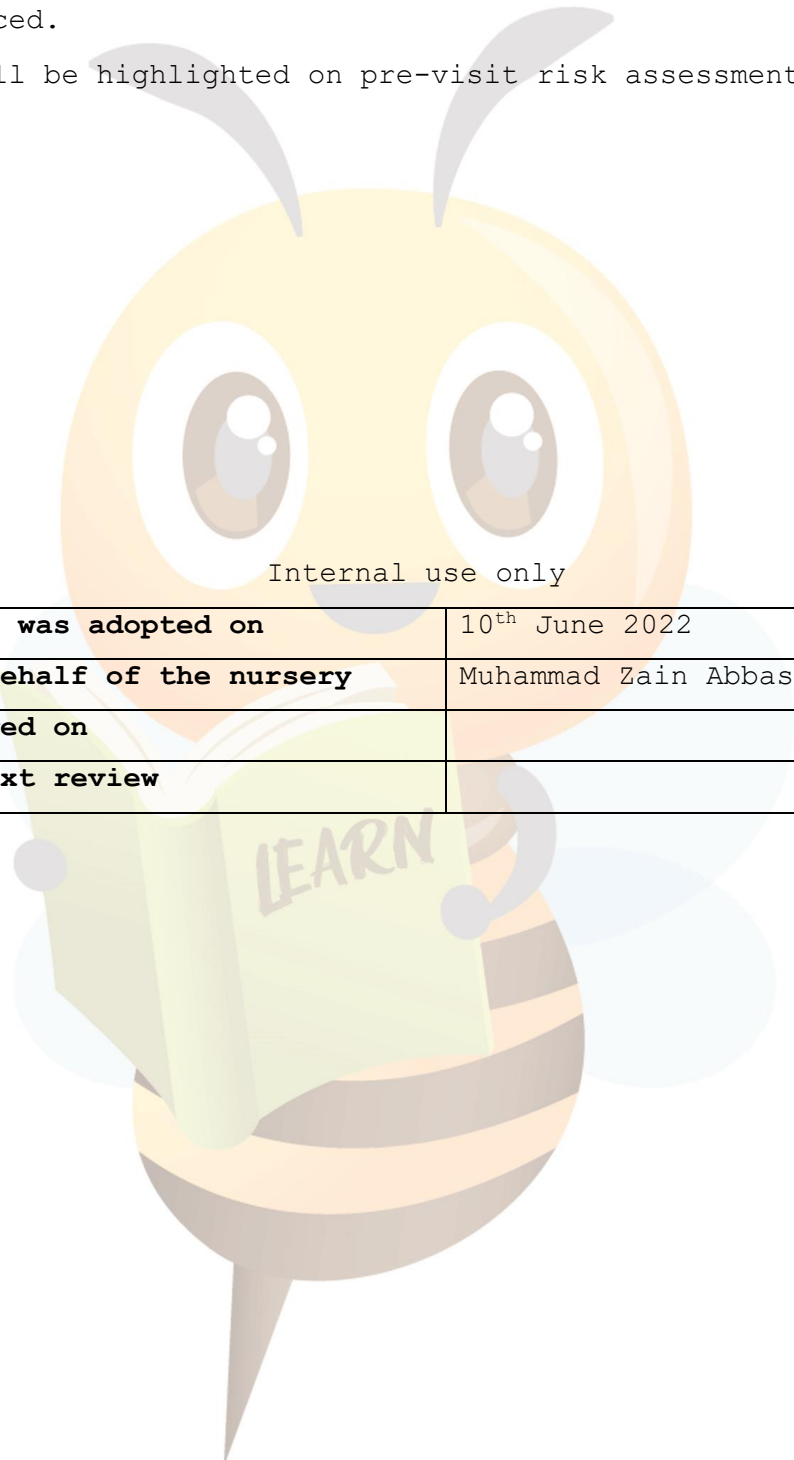 ced.
ll be highlighted on pre-visit risk assessment
Internal use only
was adopted on 10th June 2022
ehalf of the nursery Muhammad Zain Abbas
ed on
xt review
LEARN